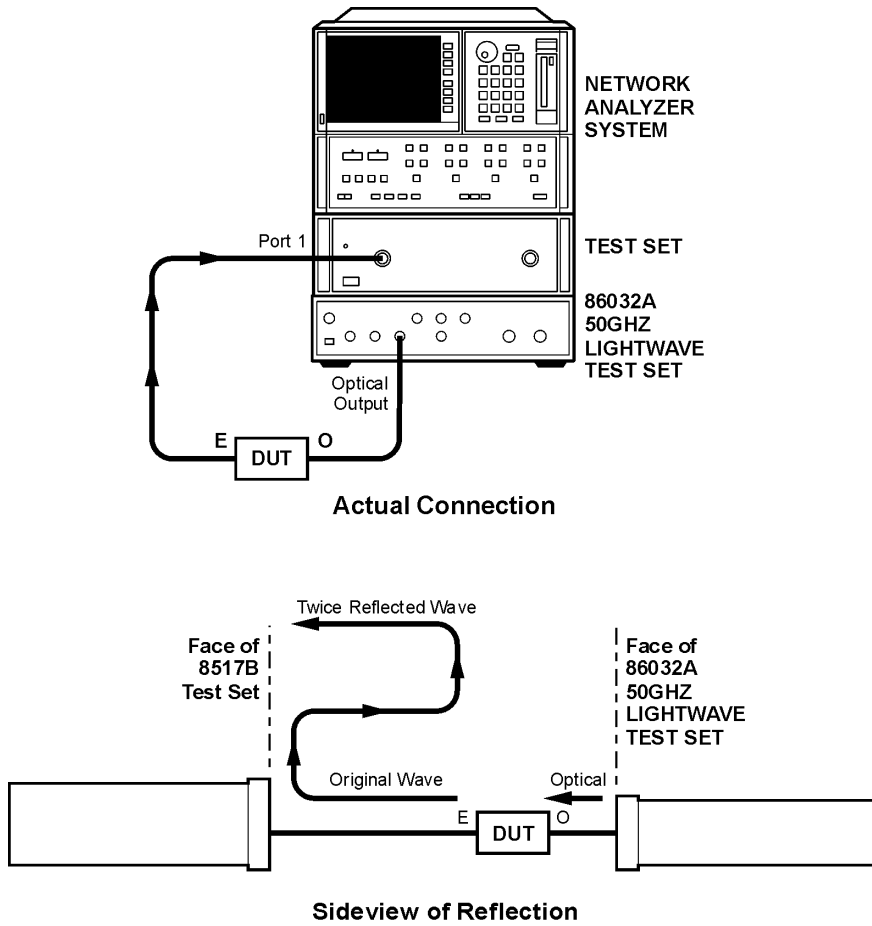 NETWORK
ANALYZER
SYSTEM
Port 1
TEST SET
86032A
50GHZ
LIGHTWAVE
TEST SET
Optical
Output
E
DUT
O
Actual Connection
Twice Reflected Wave
Face of
8517B
Test Set
Face of
86032A
50GHZ
LIGHTWAVE
TEST SET
Original Wave
Optical
E
DUT
O
Sideview of Reflection